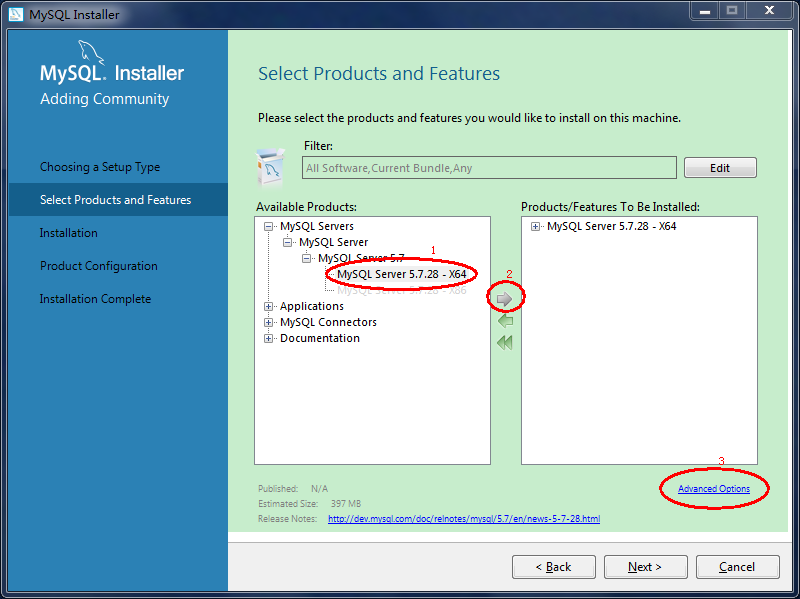 MySQL Installer
MySQL. Installer
Adding Community
Choosing a Setup Type
Select Products and Features
Installation
Product Configuration
Installation Complete
Select Products and Features
Please select the products and features you would like to install on this machine.
Filter:
All Software,Current Bundle,Any
Edit
Available Products:
MySQL Servers
MySQL Server
1
MySQL Server 5.7
MySQL Server 5.7.28 - X64
MySQL Server 5.7.28 - X86
Applications
MySQL Connectors
Documentation
2
Products/Features To Be Installed:
MySQL Server 5.7.28 - X64
3
Advanced Options
Published: N/A
Estimated Size: 397 MB
Release Notes: http://dev.mysql.com/doc/relnotes/mysql/5.7/en/news-5-7-28.html
< Back
Next >
Cancel